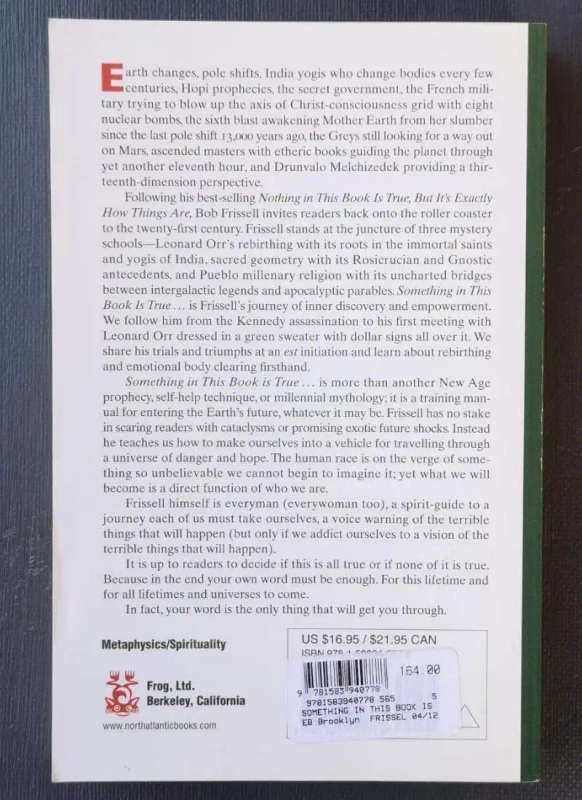 Earth changes, pole shifts, India yogis who change bodies every few
centuries, Hopi prophecies, the secret government, the French mili-
tary trying to blow up the axis of Christ-consciousness grid with eight
nuclear bombs, the sixth blast awakening Mother Earth from her slumber
since the last pole shift 13,000 years ago, the Greys still looking for a way out
on Mars, ascended masters with etheric books guiding the planet through
yet another eleventh hour, and Drunvalo Melchizedek providing a thir-
teenth-dimension perspective.
Following his best-selling Nothing in This Book Is True, But It's Exactly
How Things Are, Bob Frissell invites readers back onto the roller coaster
to the twenty-first century. Frissell stands at the juncture of three mystery
schools—Leonard Orr's rebirthing with its roots in the immortal saints
and yogis of India, sacred geometry with its Rosicrucian and Gnostic
antecedents, and Pueblo millenary religion with its uncharted bridges
between intergalactic legends and apocalyptic parables. Something in This
Book Is True... is Frissell's journey of inner discovery and empowerment.
We follow him from the Kennedy assassination to his first meeting with
Leonard Orr dressed in a green sweater with dollar signs all over it. We
share his trials and triumphs at an est initiation and learn about rebirthing
and emotional body clearing firsthand.
Something in This Book is True... is more than another New Age
prophecy, self-help technique, or millennial mythology; it is a training man-
ual for entering the Earth's future, whatever it may be. Frissell has no stake
in scaring readers with cataclysms or promising exotic future shocks. Instead
he teaches us how to make ourselves into a vehicle for travelling through
a universe of danger and hope. The human race is on the verge of some-
thing so unbelievable we cannot begin to imagine it; yet what we will
become is a direct function of who we are.
Frissell himself is everyman (everywoman too), a spirit-guide to a
journey each of us must take ourselves, a voice warning of the terrible
things that will happen (but only if we addict ourselves to a vision of the
terrible things that will happen).
It is up to readers to decide if this is all true or if none of it is true.
Because in the end your own word must be enough. For this lifetime and
for all lifetimes and universes to come.
In fact, your word is the only thing that will get you through.
Metaphysics/Spirituality
Frog, Ltd.
Berkeley, California
www.northatlanticbooks.com
US $16.95 / $21.95 CAN
ISBN 978-1-
164.00
9 781583 940778
9781583940778 565 5
SOMETHING IN THIS BOOK IS
EB Brooklyn FRISSEL 04/12